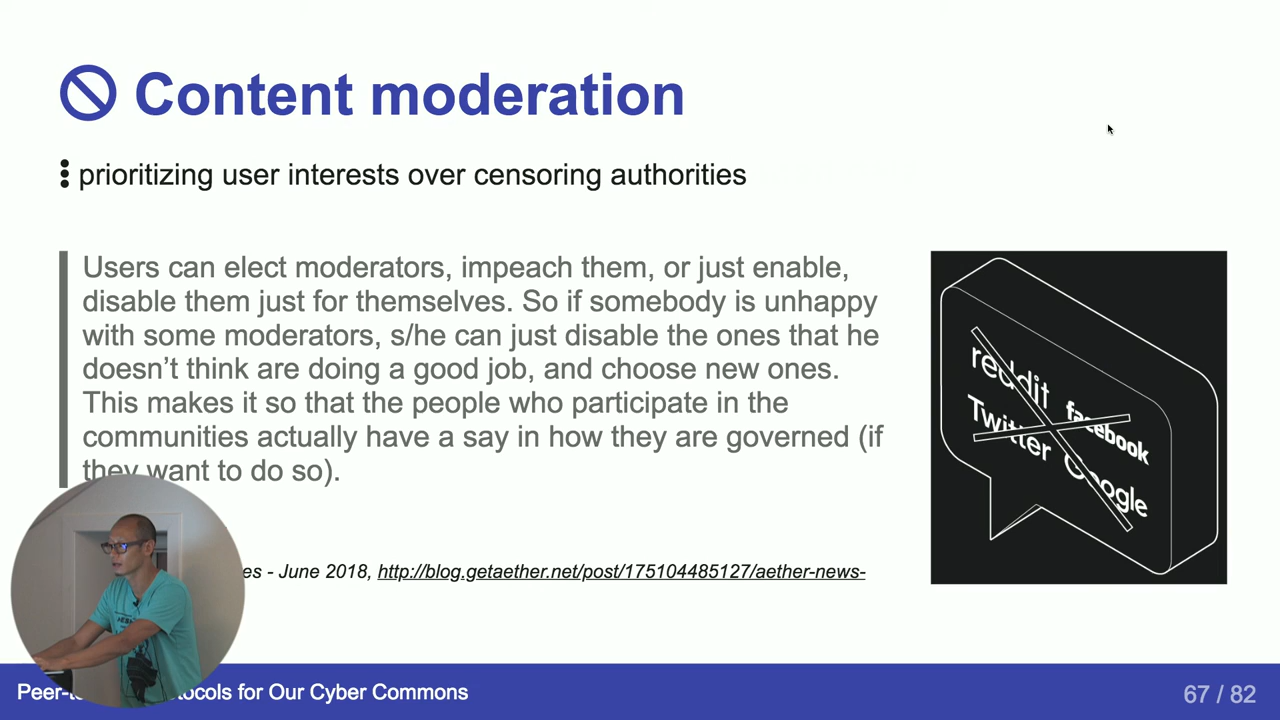 Content moderation
prioritizing user interests over censoring authorities
Users can elect moderators, impeach them, or just enable,
disable them just for themselves. So if somebody is unhappy
with some moderators, s/he can just disable the ones that he
doesn’t think are doing a good job, and choose new ones.
This makes it so that the people who participate in the
communities actually have a say in how they are governed (if
they want to do so).
reddit
facebook
Twitter
Google
- June 2018, http://blog.getaether.net/post/175104485127/aether-news-
for Our Cyber Commons
67 / 82